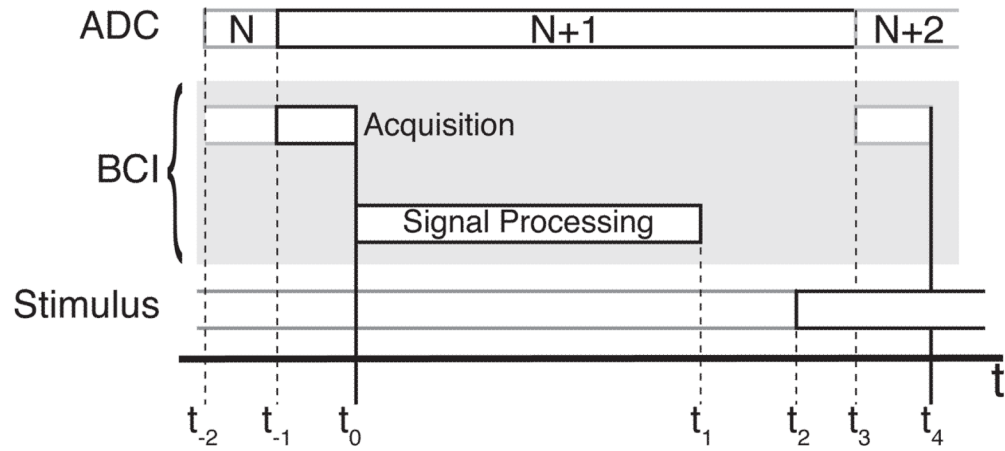 ADC N N+1 N+2
Acquisition
BCI
Signal Processing
Stimulus
t
t-2 t-1 t0 t1 t2 t3 t4